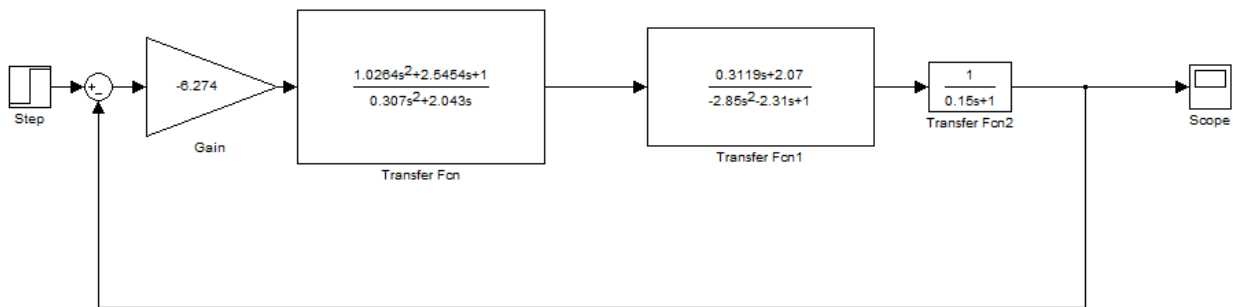 Step
+
−
-6.274
Gain
1.0264s²+2.5454s+1
0.307s²+2.043s
Transfer Fcn
0.3119s+2.07
-2.85s²-2.31s+1
Transfer Fcn1
1
0.15s+1
Transfer Fcn2
Scope